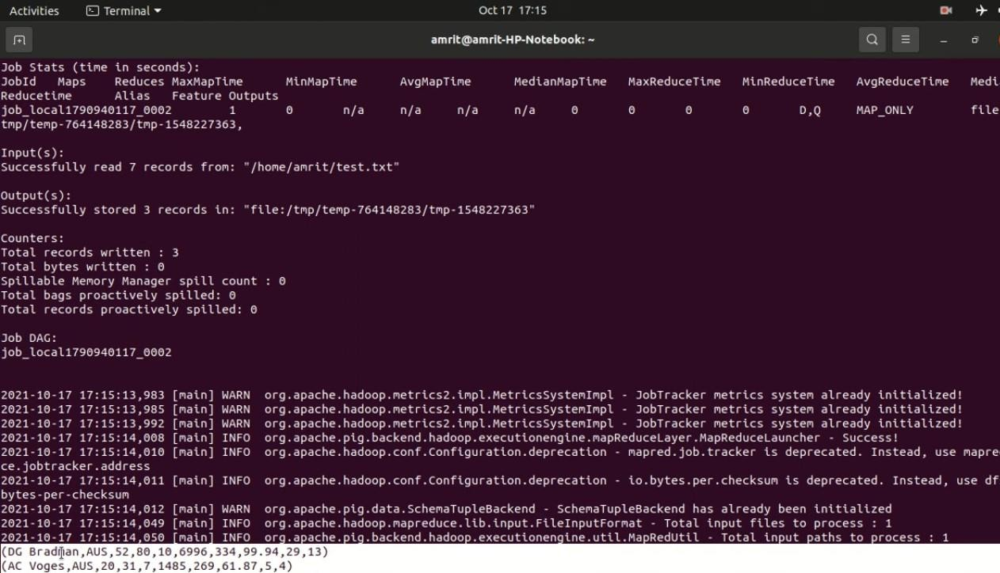 Activities Terminal Oct 17 17:15
amrit@amrit-HP-Notebook: ~
Job Stats (time in seconds):
JobId Maps Reduces MaxMapTime MinMapTime AvgMapTime MedianMapTime MaxReduceTime MinReduceTime AvgReduceTime Medi
Reducetime Alias Feature Outputs
job_local1790940117_0002 1 0 n/a n/a n/a n/a 0 0 0 0 D,Q MAP_ONLY file
tmp/temp-764148283/tmp-1548227363,
Input(s):
Successfully read 7 records from: "/home/amrit/test.txt"
Output(s):
Successfully stored 3 records in: "file:/tmp/temp-764148283/tmp-1548227363"
Counters:
Total records written : 3
Total bytes written : 0
Spillable Memory Manager spill count : 0
Total bags proactively spilled: 0
Total records proactively spilled: 0
Job DAG:
job_local1790940117_0002
2021-10-17 17:15:13,983 [main] WARN org.apache.hadoop.metrics2.impl.MetricsSystemImpl - JobTracker metrics system already initialized!
2021-10-17 17:15:13,985 [main] WARN org.apache.hadoop.metrics2.impl.MetricsSystemImpl - JobTracker metrics system already initialized!
2021-10-17 17:15:13,992 [main] WARN org.apache.hadoop.metrics2.impl.MetricsSystemImpl - JobTracker metrics system already initialized!
2021-10-17 17:15:14,008 [main] INFO org.apache.pig.backend.hadoop.executionengine.mapReduceLayer.MapReduceLauncher - Success!
2021-10-17 17:15:14,010 [main] INFO org.apache.hadoop.conf.Configuration.deprecation - mapred.job.tracker is deprecated. Instead, use mapre
ce.jobtracker.address
2021-10-17 17:15:14,011 [main] INFO org.apache.hadoop.conf.Configuration.deprecation - io.bytes.per.checksum is deprecated. Instead, use df
bytes-per-checksum
2021-10-17 17:15:14,012 [main] WARN org.apache.pig.data.SchemaTupleBackend - SchemaTupleBackend has already been initialized
2021-10-17 17:15:14,049 [main] INFO org.apache.hadoop.mapreduce.lib.input.FileInputFormat - Total input files to process : 1
2021-10-17 17:15:14,050 [main] INFO org.apache.pig.backend.hadoop.executionengine.util.MapRedUtil - Total input paths to process : 1
(DG Bradman,AUS,52,80,10,6996,334,99.94,29,13)
(AC Voges,AUS,20,31,7,1485,269,61.87,5,4)